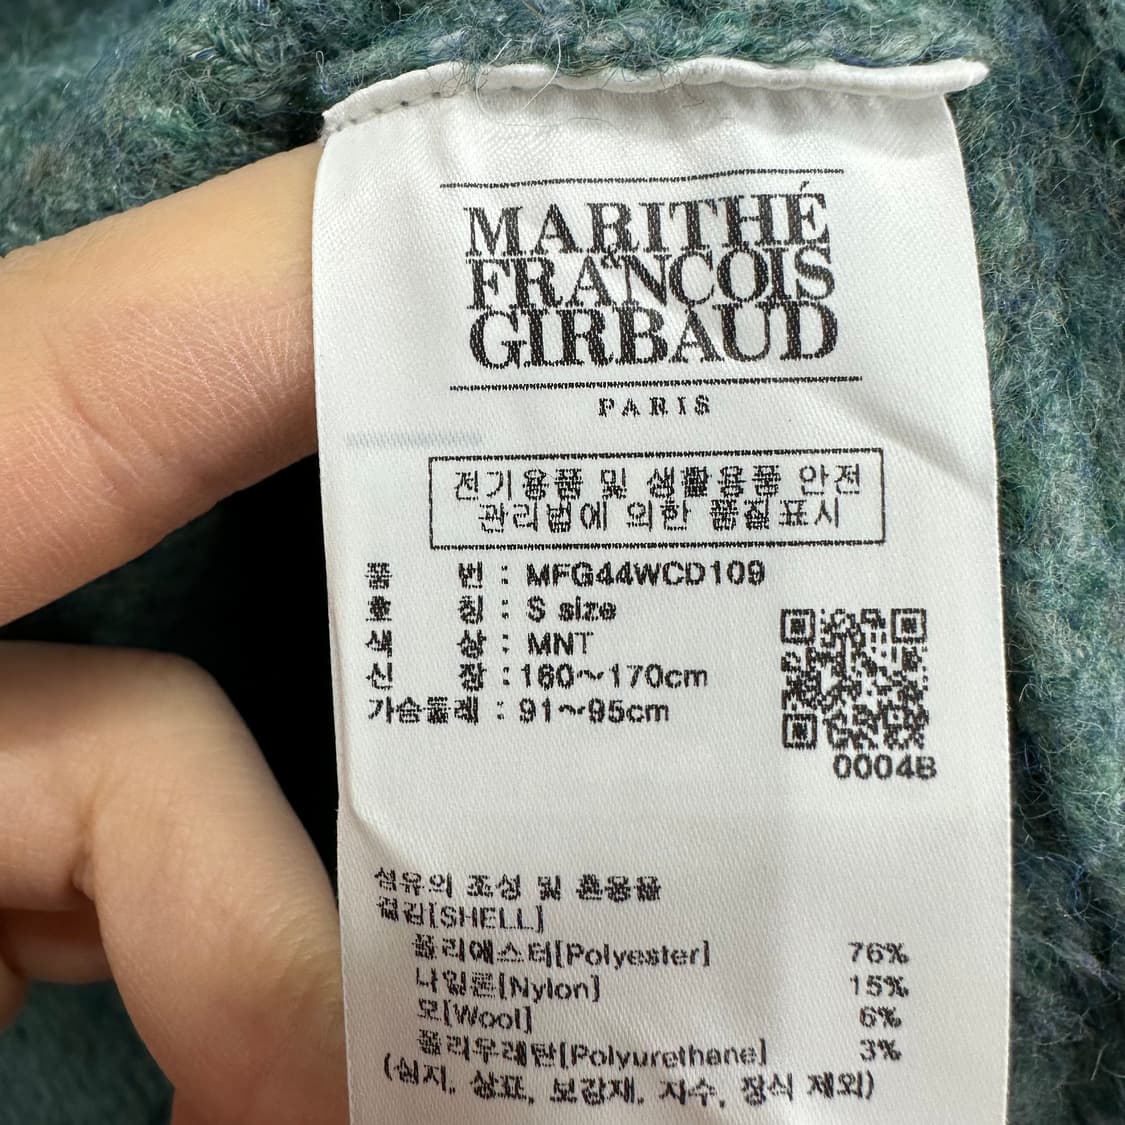 MARITHÉ
FRANÇOIS
&
GIRBAUD
PARIS
전기용품 및 생활용품 안전
관리법에 의한 품질표시
품 번 : MFG44WCD109
호 칭 : S size
색 상 : MNT
신 장 : 160~170cm
가슴둘레 : 91~95cm
0004B
섬유의 조성 및 혼용율
겉감[SHELL]
폴리에스터[Polyester] 76%
나일론[Nylon] 15%
모[Wool] 6%
폴리우레탄[Polyurethane] 3%
(심지, 상표, 보강재, 자수, 장식 제외)